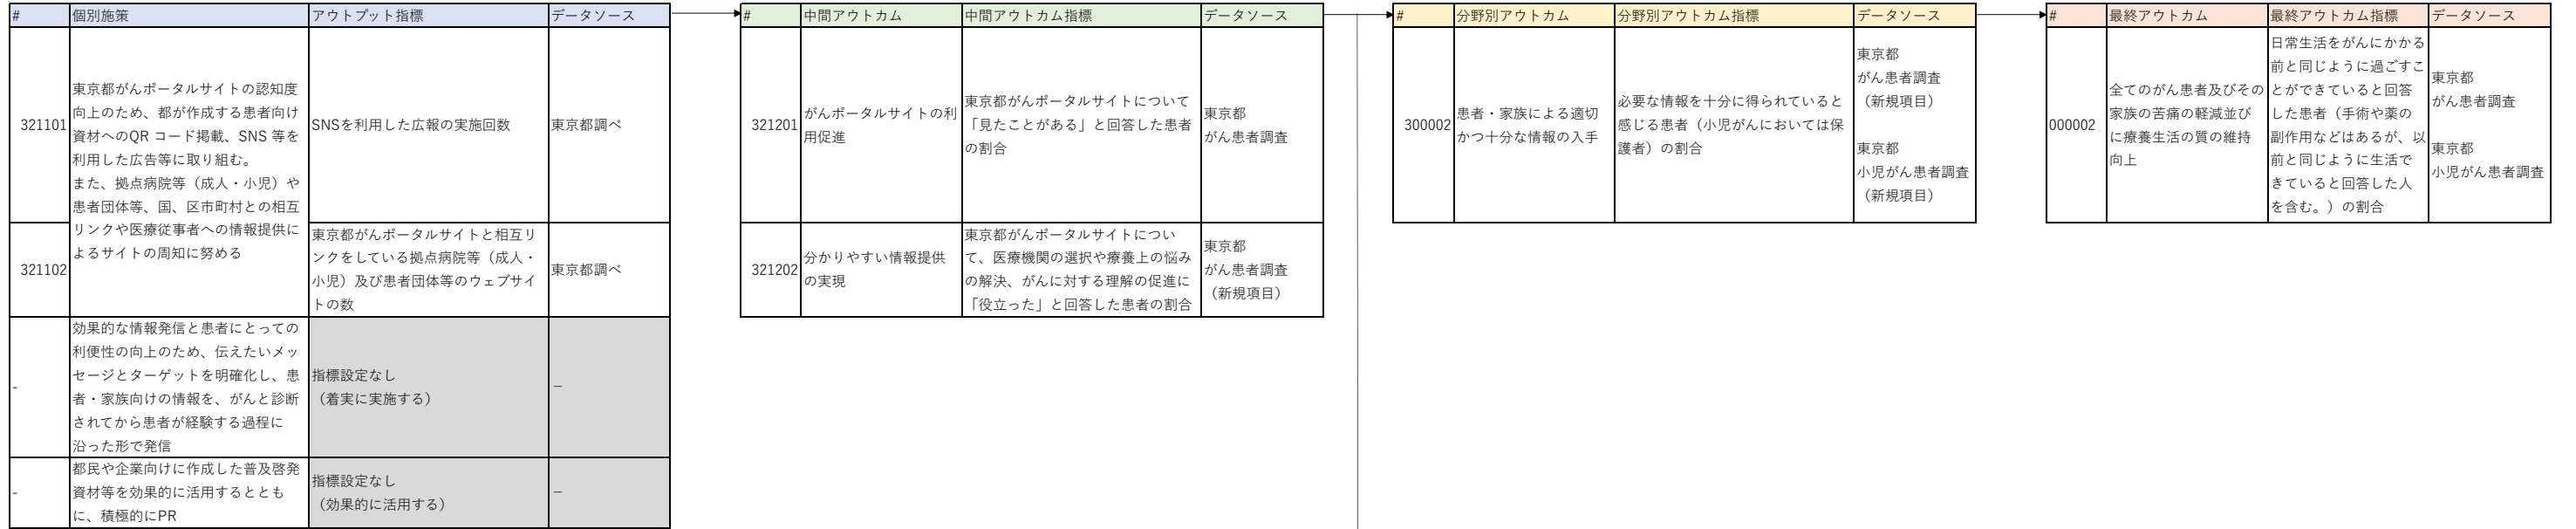 #
個別施策
アウトプット指標
データソース
321101
東京都がんポータルサイトの認知度
向上のため、都が作成する患者向け
資材へのQR コード掲載、SNS 等を
利用した広告等に取り組む。
また、拠点病院等（成人・小児）や
患者団体等、国、区市町村との相互
リンクや医療従事者への情報提供に
よるサイトの周知に努める
SNSを利用した広報の実施回数
東京都調べ
321102
東京都がんポータルサイトと相互リ
ンクをしている拠点病院等（成人・
小児）及び患者団体等のウェブサイ
トの数
東京都調べ
-
効果的な情報発信と患者にとっての
利便性の向上のため、伝えたいメッ
セージとターゲットを明確化し、患
者・家族向けの情報を、がんと診断
されてから患者が経験する過程に
沿った形で発信
指標設定なし
（着実に実施する）
－
-
都民や企業向けに作成した普及啓発
資材等を効果的に活用するととも
に、積極的にPR
指標設定なし
（効果的に活用する）
－
#
中間アウトカム
中間アウトカム指標
データソース
321201
がんポータルサイトの利
用促進
東京都がんポータルサイトについて
「見たことがある」と回答した患者
の割合
東京都
がん患者調査
321202
分かりやすい情報提供
の実現
東京都がんポータルサイトについ
て、医療機関の選択や療養上の悩み
の解決、がんに対する理解の促進に
「役立った」と回答した患者の割合
東京都
がん患者調査
（新規項目）
#
分野別アウトカム
分野別アウトカム指標
データソース
300002
患者・家族による適切
かつ十分な情報の入手
必要な情報を十分に得られていると
感じる患者（小児がんにおいては保
護者）の割合
東京都
がん患者調査
（新規項目）
東京都
小児がん患者調査
（新規項目）
#
最終アウトカム
最終アウトカム指標
データソース
000002
全てのがん患者及びその
家族の苦痛の軽減並び
に療養生活の質の維持
向上
日常生活をがんにかかる
前と同じように過ごすこ
とができていると回答
した患者（手術や薬の
副作用などはあるが、以
前と同じように生活で
きていると回答した人
を含む。）の割合
東京都
がん患者調査
東京都
小児がん患者調査